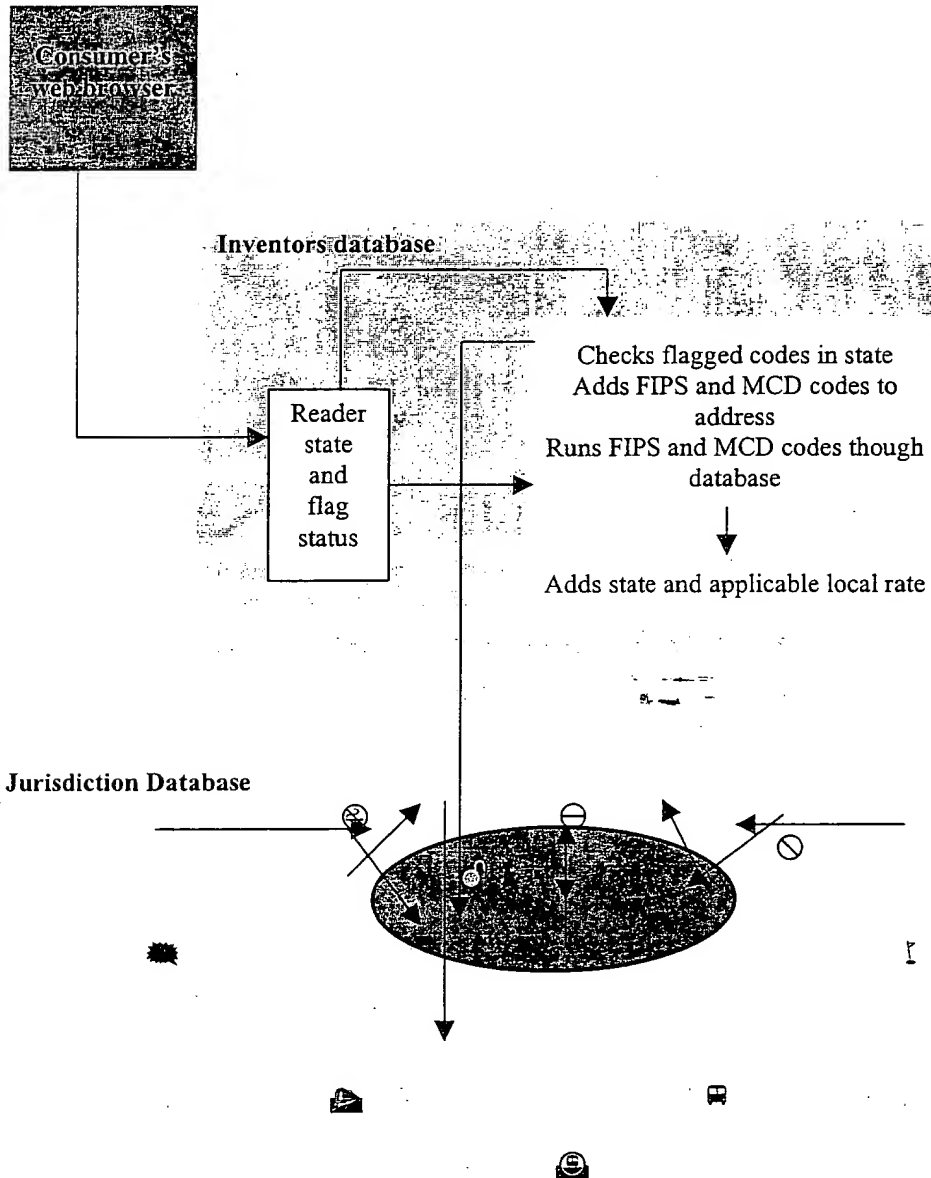 Consumer's
web browser
Inventors database
Reader
state
and
flag
status
Checks flagged codes in state
Adds FIPS and MCD codes to
address
Runs FIPS and MCD codes though
database
Adds state and applicable local rate
Jurisdiction Database